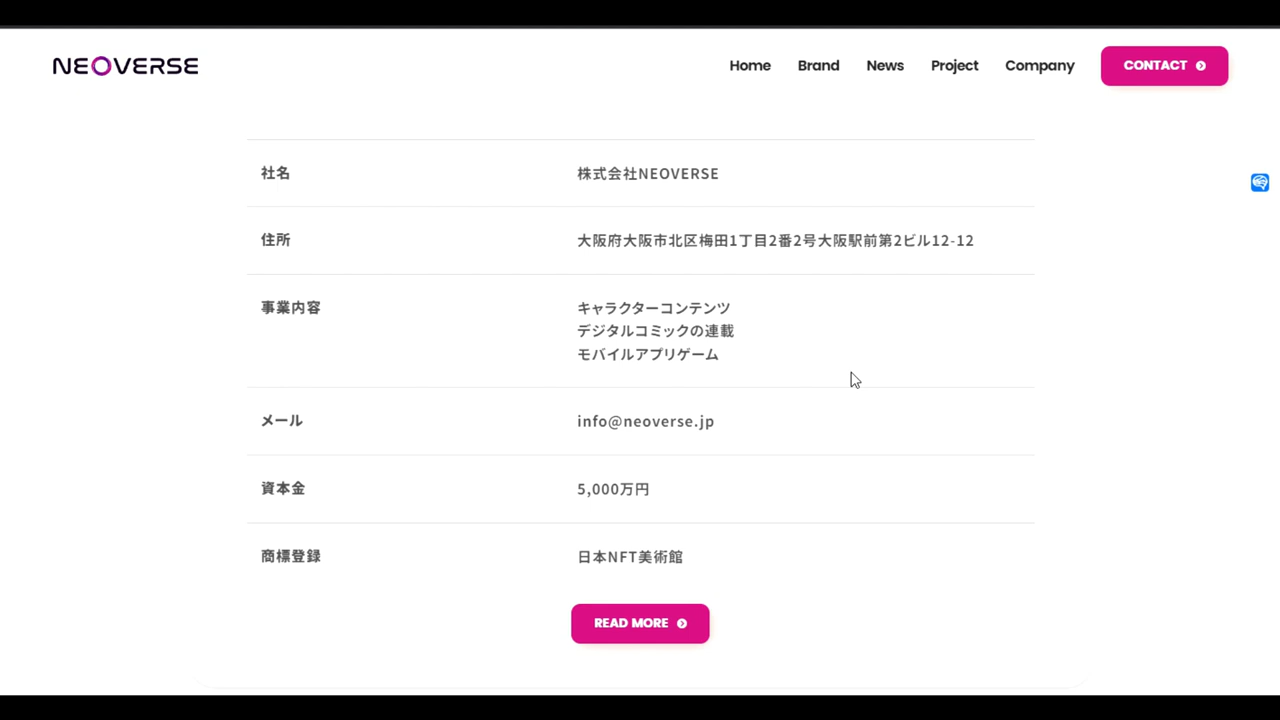 NEOVERSE
Home
Brand
News
Project
Company
CONTACT
社名
株式会社NEOVERSE
住所
大阪府大阪市北区梅田1丁目2番2号大阪駅前第2ビル12-12
事業内容
キャラクターコンテンツ
デジタルコミックの連載
モバイルアプリゲーム
メール
info@neoverse.jp
資本金
5,000万円
商標登録
日本NFT美術館
READ MORE